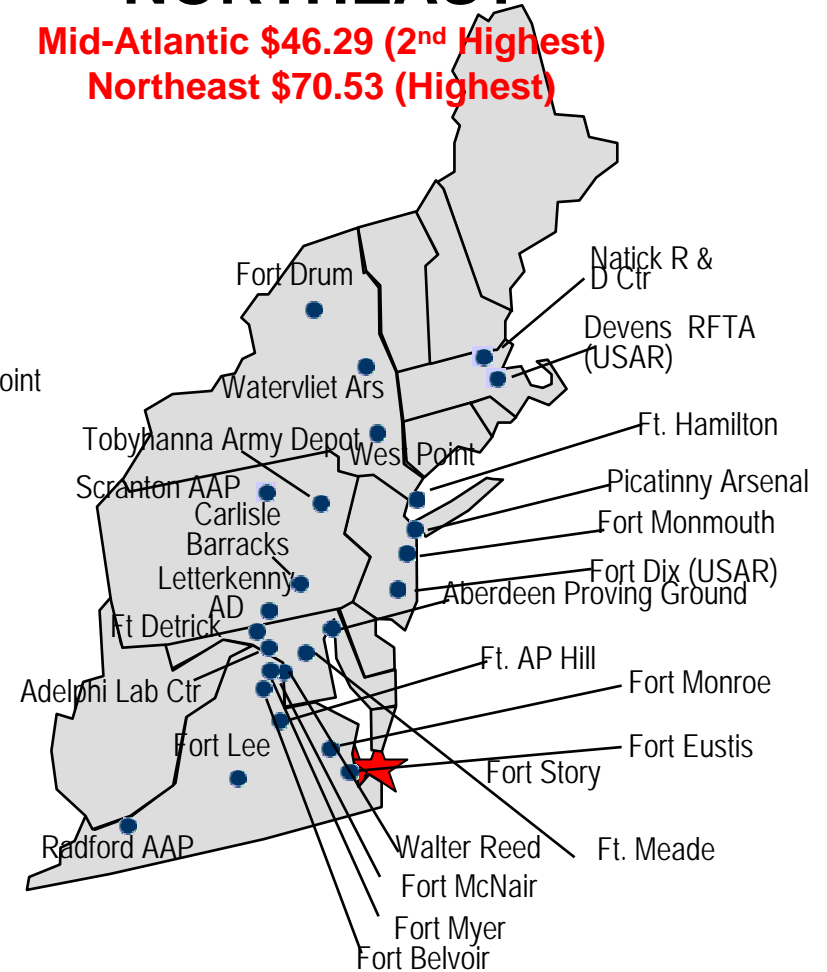 NORTHEAST
Mid-Atlantic $46.29 (2nd Highest)
Northeast $70.53 (Highest)
Natick R &
D Ctr
Fort Drum
Devens RFTA
(USAR)
oint
Watervliet Ars
Ft. Hamilton
Tobyhanna Army Depot
West Point
Scranton AAP
Picatinny Arsenal
Carlisle
Barracks
Fort Monmouth
Letterkenny
AD
Fort Dix (USAR)
Aberdeen Proving Ground
Ft Detrick
Ft. AP Hill
Adelphi Lab Ctr
Fort Monroe
Fort Lee
Fort Eustis
Fort Story
Radford AAP
Walter Reed
Ft. Meade
Fort McNair
Fort Myer
Fort Belvoir